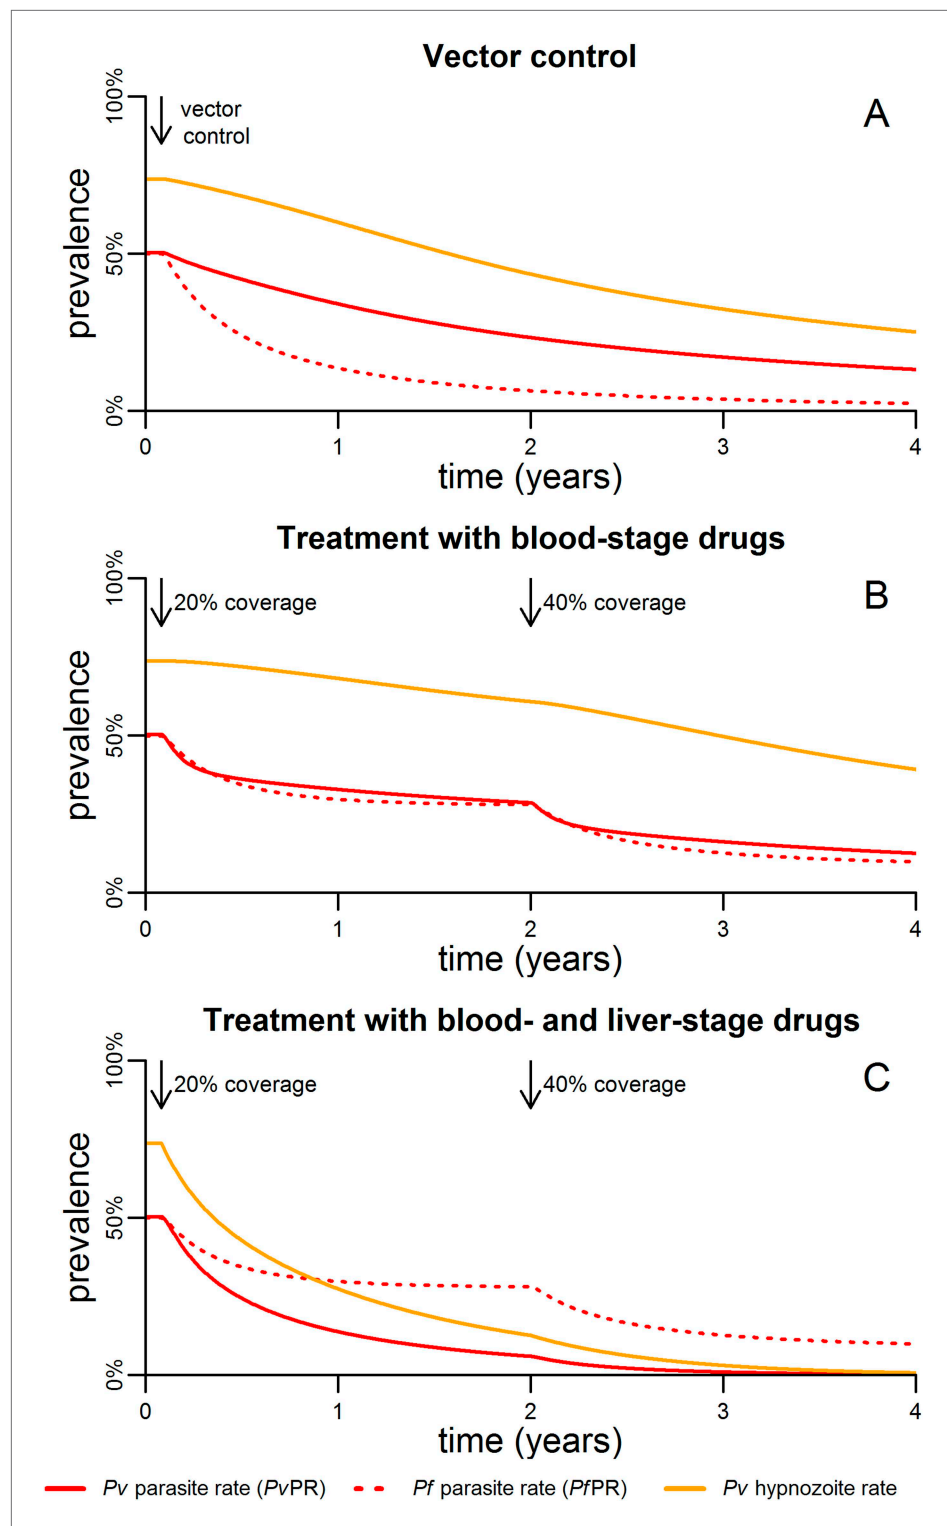 Vector control
A
vector
control
100%
50%
0%
prevalence
0 1 2 3 4
time (years)
Treatment with blood-stage drugs
B
20% coverage
40% coverage
100%
50%
0%
prevalence
0 1 2 3 4
time (years)
Treatment with blood- and liver-stage drugs
C
20% coverage
40% coverage
100%
50%
0%
prevalence
0 1 2 3 4
time (years)
Pv parasite rate (PvPR) Pf parasite rate (PfPR) Pv hypnozoite rate